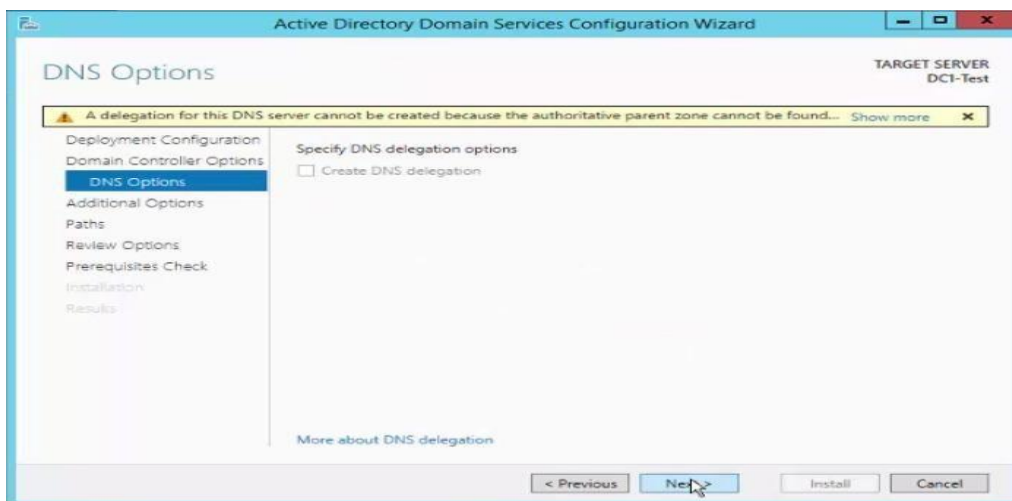 Active Directory Domain Services Configuration Wizard
DNS Options
TARGET SERVER
DC1-Test
A delegation for this DNS server cannot be created because the authoritative parent zone cannot be found... Show more
Deployment Configuration
Domain Controller Options
DNS Options
Additional Options
Paths
Review Options
Prerequisites Check
Installation
Results
Specify DNS delegation options
Create DNS delegation
More about DNS delegation
< Previous Next > Install Cancel